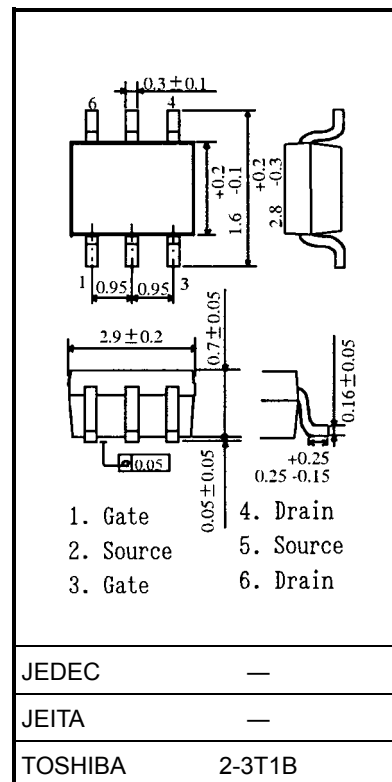 0.3±0.1
6 4
+0.2
1.6 -0.1
+0.2
2.8 -0.3
1 0.95 0.95 3
2.9±0.2
0.7±0.05
0.16±0.05
0.05
0.05±0.05
+0.25
0.25 -0.15
1. Gate 4. Drain
2. Source 5. Source
3. Gate 6. Drain
JEDEC —
JEITA —
TOSHIBA 2-3T1B